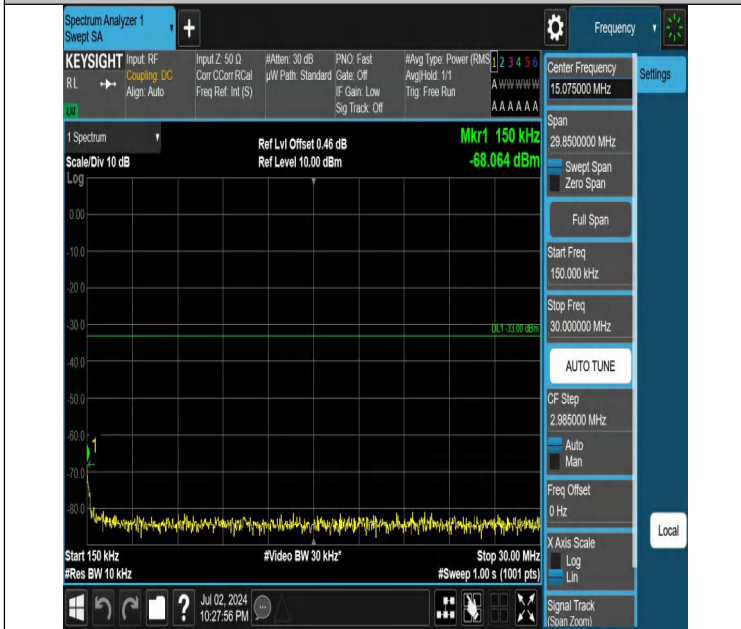 Spectrum Analyzer 1
Swept SA
+
Frequency
KEYSIGHT
RL
LXI
Input: RF
Coupling: DC
Align: Auto
Input Z: 50 Ω
Corr CCorr RCal
Freq Ref: Int (S)
#Atten: 30 dB
µW Path: Standard
PNO: Fast
Gate: Off
IF Gain: Low
Sig Track: Off
#Avg Type: Power (RMS
Avg|Hold: 1/1
Trig: Free Run
1 2 3 4 5 6
A W W W W W
A A A A A A
1 Spectrum
Scale/Div 10 dB
Log
Ref Lvl Offset 0.46 dB
Ref Level 10.00 dBm
Mkr1 150 kHz
-68.064 dBm
0.00
-10.0
-20.0
-30.0
DL1 -33.00 dBm
-40.0
-50.0
-60.0
1
-70.0
-80.0
Start 150 kHz
#Res BW 10 kHz
#Video BW 30 kHz*
Stop 30.00 MHz
#Sweep 1.00 s (1001 pts)
?
Jul 02, 2024
10:27:56 PM
Center Frequency
15.075000 MHz
Settings
Span
29.8500000 MHz
Swept Span
Zero Span
Full Span
Start Freq
150.000 kHz
Stop Freq
30.000000 MHz
AUTO TUNE
CF Step
2.985000 MHz
Auto
Man
Freq Offset
0 Hz
X Axis Scale
Log
Lin
Local
Signal Track
(Span Zoom)